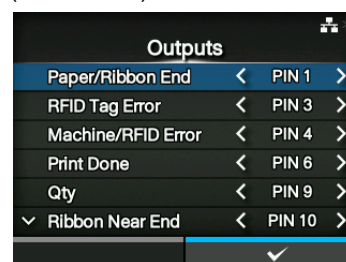 Outputs
Paper/Ribbon End < PIN 1 >
RFID Tag Error < PIN 3 >
Machine/RFID Error < PIN 4 >
Print Done < PIN 6 >
Qty < PIN 9 >
Ribbon Near End < PIN 10 >